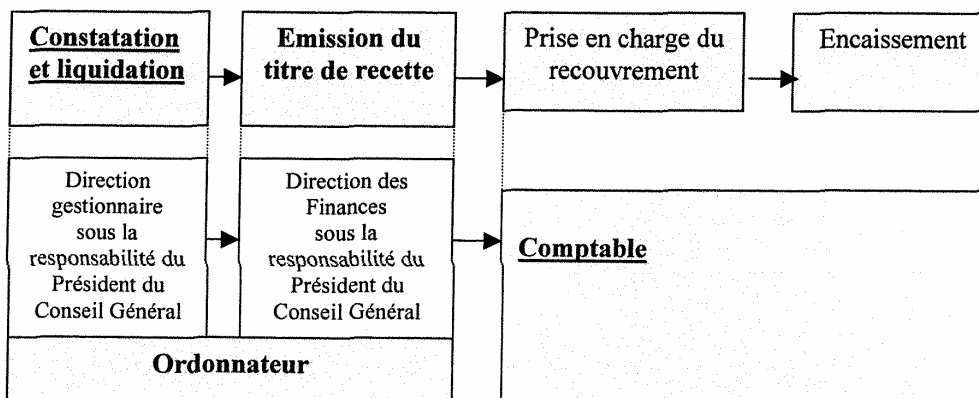 Constatation
et liquidation
Emission du
titre de recette
Prise en charge du
recouvrement
Encaissement
Direction
gestionnaire
sous la
responsabilité du
Président du
Conseil Général
Direction des
Finances
sous la
responsabilité du
Président du
Conseil Général
Comptable
Ordonnateur